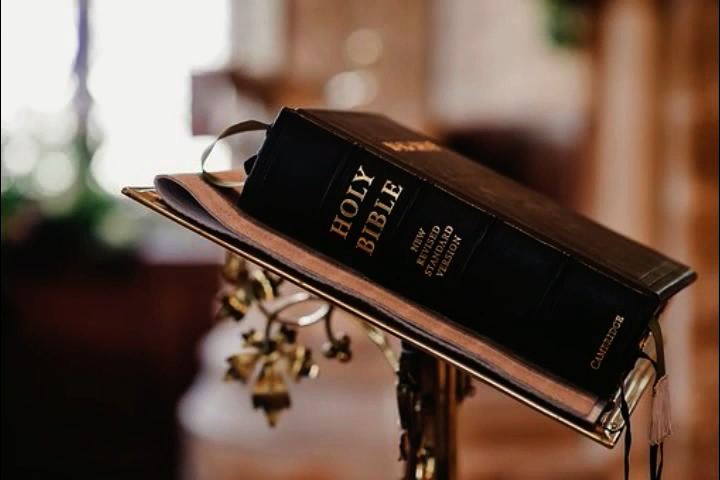 HOLY
BIBLE
NEW
REVISED
STANDARD
VERSION
CAMBRIDGE